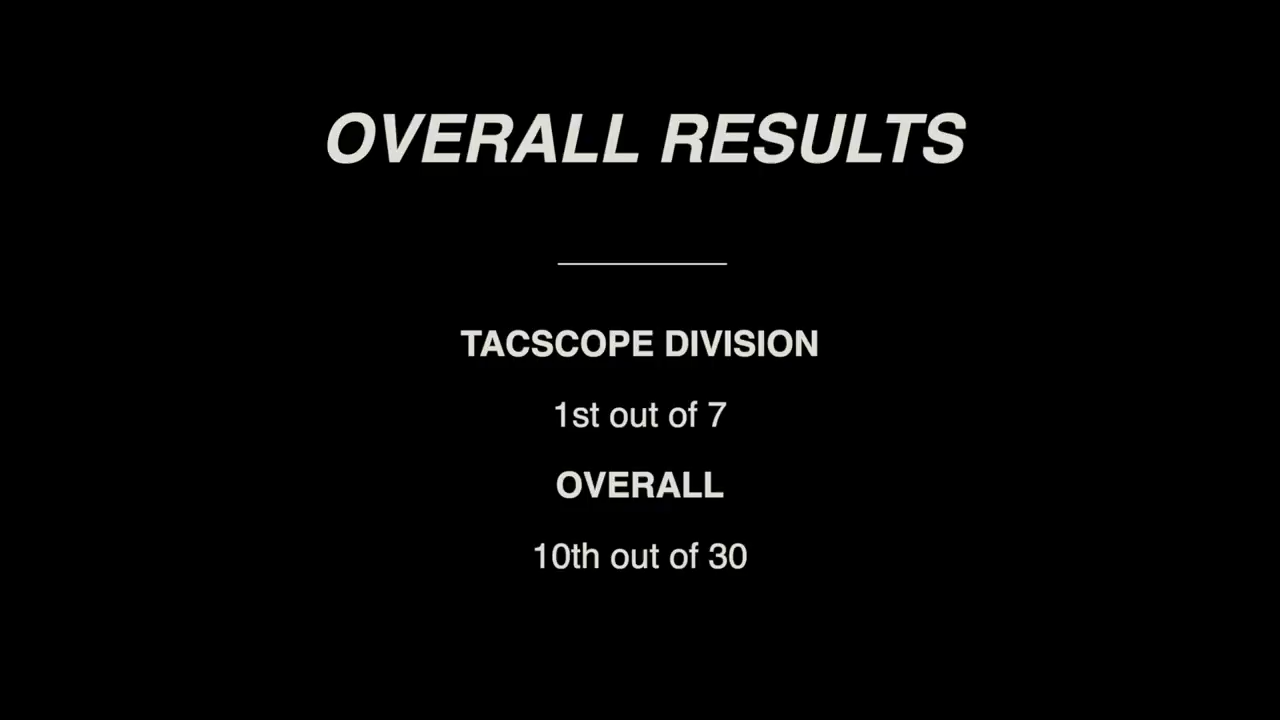 OVERALL RESULTS
TACSCOPE DIVISION
1st out of 7
OVERALL
10th out of 30